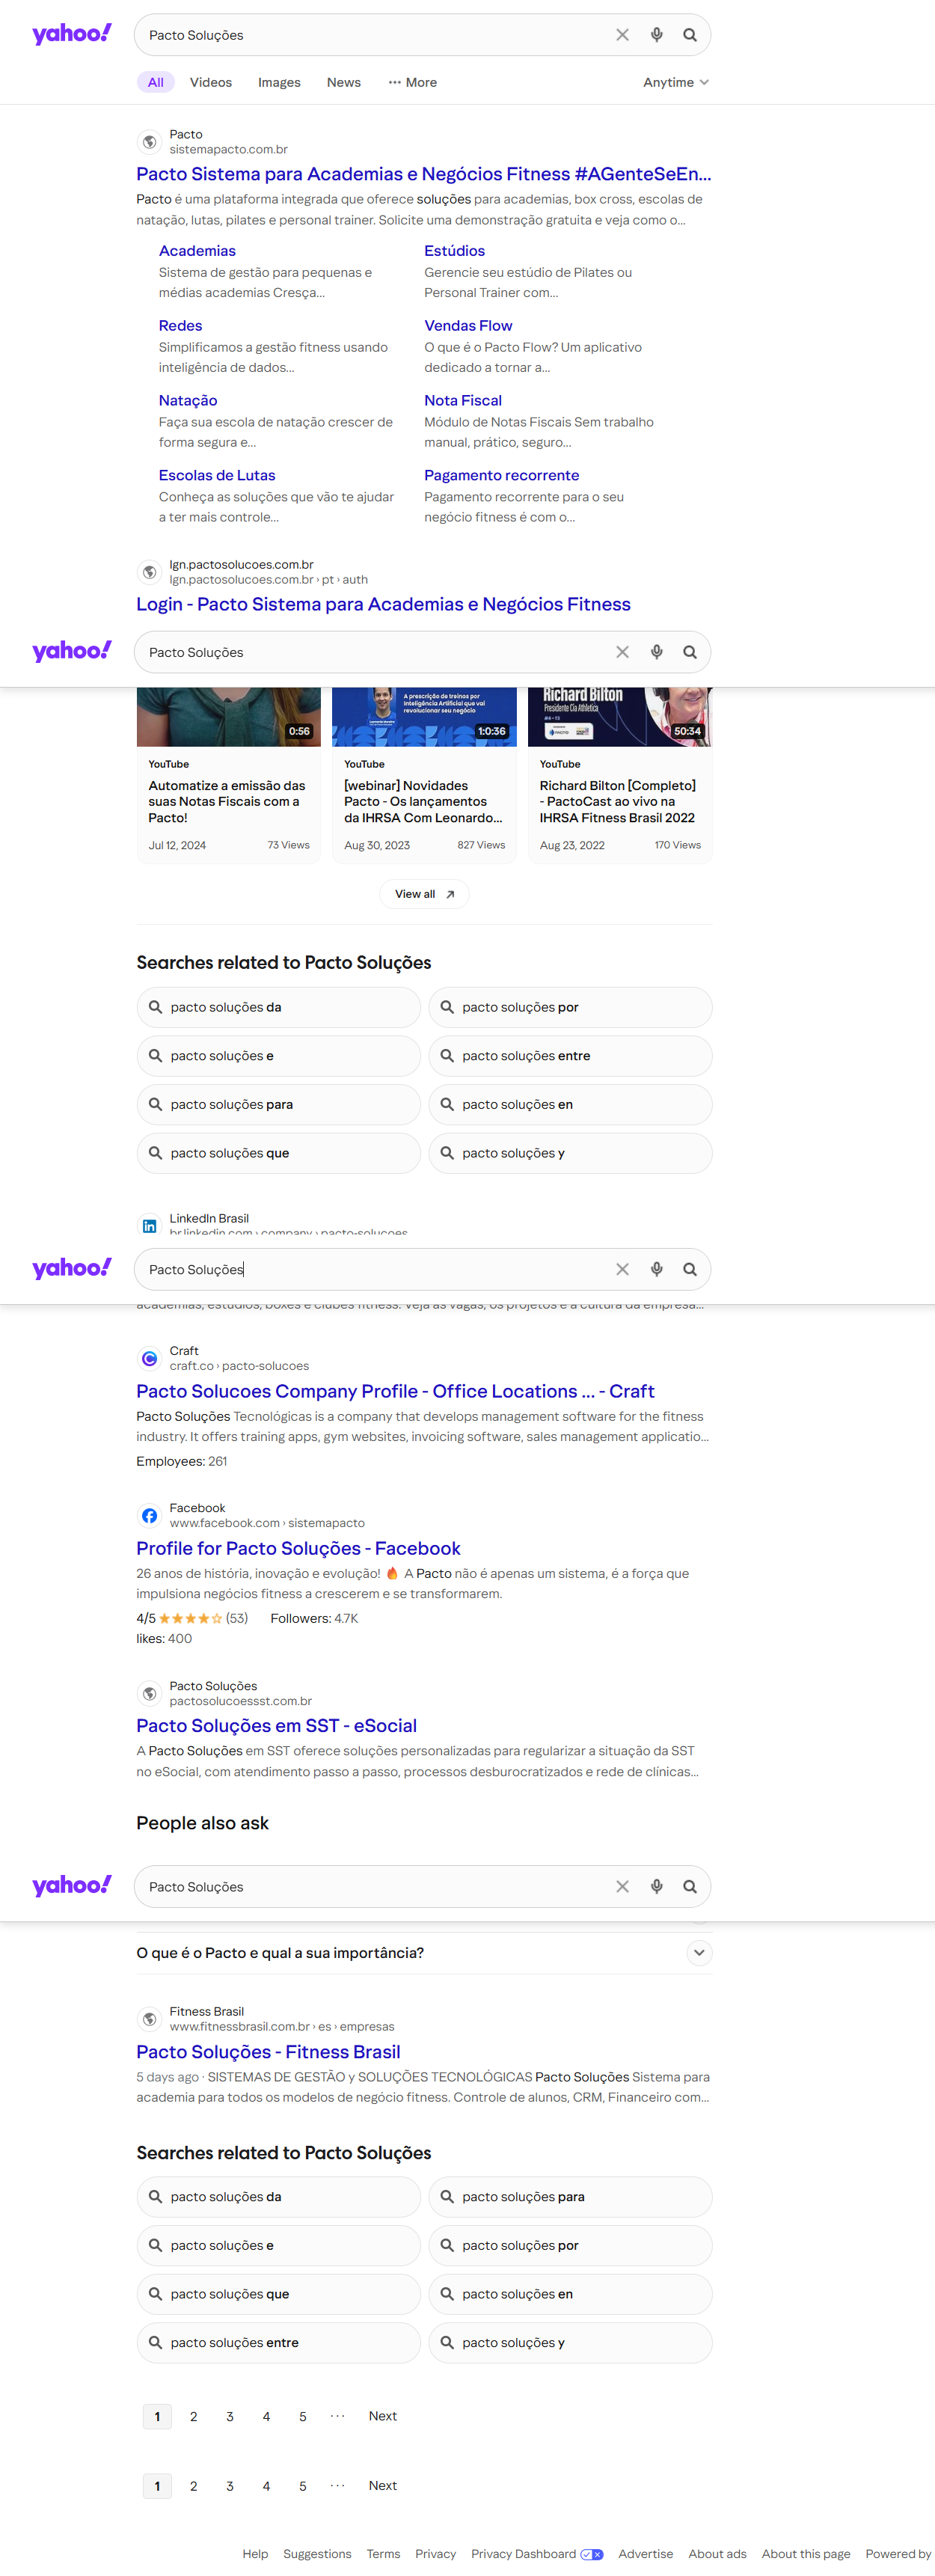 yahoo!
Pacto Soluções
All Videos Images News ··· More Anytime
Pacto
sistemapacto.com.br
Pacto Sistema para Academias e Negócios Fitness #AGenteSeEn...
Pacto é uma plataforma integrada que oferece soluções para academias, box cross, escolas de
natação, lutas, pilates e personal trainer. Solicite uma demonstração gratuita e veja como o...
Academias
Sistema de gestão para pequenas e
médias academias Cresça...
Estúdios
Gerencie seu estúdio de Pilates ou
Personal Trainer com...
Redes
Simplificamos a gestão fitness usando
inteligência de dados...
Vendas Flow
O que é o Pacto Flow? Um aplicativo
dedicado a tornar a...
Natação
Faça sua escola de natação crescer de
forma segura e...
Nota Fiscal
Módulo de Notas Fiscais Sem trabalho
manual, prático, seguro...
Escolas de Lutas
Conheça as soluções que vão te ajudar
a ter mais controle...
Pagamento recorrente
Pagamento recorrente para o seu
negócio fitness é com o...
lgn.pactosolucoes.com.br
lgn.pactosolucoes.com.br › pt › auth
Login - Pacto Sistema para Academias e Negócios Fitness
yahoo!
Pacto Soluções
0:56
A prescrição de treinos por
Inteligência Artificial que vai
revolucionar seu negócio
1:0:36
Richard Bilton
Presidente Cia Athletica
50:34
YouTube
Automatize a emissão das
suas Notas Fiscais com a
Pacto!
Jul 12, 2024 73 Views
YouTube
[webinar] Novidades
Pacto - Os lançamentos
da IHRSA Com Leonardo...
Aug 30, 2023 827 Views
YouTube
Richard Bilton [Completo]
- PactoCast ao vivo na
IHRSA Fitness Brasil 2022
Aug 23, 2022 170 Views
View all
Searches related to Pacto Soluções
pacto soluções da
pacto soluções por
pacto soluções e
pacto soluções entre
pacto soluções para
pacto soluções en
pacto soluções que
pacto soluções y
LinkedIn Brasil
br.linkedin.com › company › pacto-solucoes
yahoo!
Pacto Soluções
academias, estúdios, boxes e clubes fitness. Veja as vagas, os projetos e a cultura da empresa...
Craft
craft.co › pacto-solucoes
Pacto Solucoes Company Profile - Office Locations ... - Craft
Pacto Soluções Tecnológicas is a company that develops management software for the fitness
industry. It offers training apps, gym websites, invoicing software, sales management applicatio...
Employees: 261
Facebook
www.facebook.com › sistemapacto
Profile for Pacto Soluções - Facebook
26 anos de história, inovação e evolução! 🔥 A Pacto não é apenas um sistema, é a força que
impulsiona negócios fitness a crescerem e se transformarem.
4/5 ★★★★☆ (53) Followers: 4.7K
likes: 400
Pacto Soluções
pactosolucoessst.com.br
Pacto Soluções em SST - eSocial
A Pacto Soluções em SST oferece soluções personalizadas para regularizar a situação da SST
no eSocial, com atendimento passo a passo, processos desburocratizados e rede de clínicas...
People also ask
yahoo!
Pacto Soluções
O que é o Pacto e qual a sua importância?
Fitness Brasil
www.fitnessbrasil.com.br › es › empresas
Pacto Soluções - Fitness Brasil
5 days ago · SISTEMAS DE GESTÃO y SOLUÇÕES TECNOLÓGICAS Pacto Soluções Sistema para
academia para todos os modelos de negócio fitness. Controle de alunos, CRM, Financeiro com...
Searches related to Pacto Soluções
pacto soluções da
pacto soluções para
pacto soluções e
pacto soluções por
pacto soluções que
pacto soluções en
pacto soluções entre
pacto soluções y
1 2 3 4 5 ··· Next
1 2 3 4 5 ··· Next
Help Suggestions Terms Privacy Privacy Dashboard Advertise About ads About this page Powered by